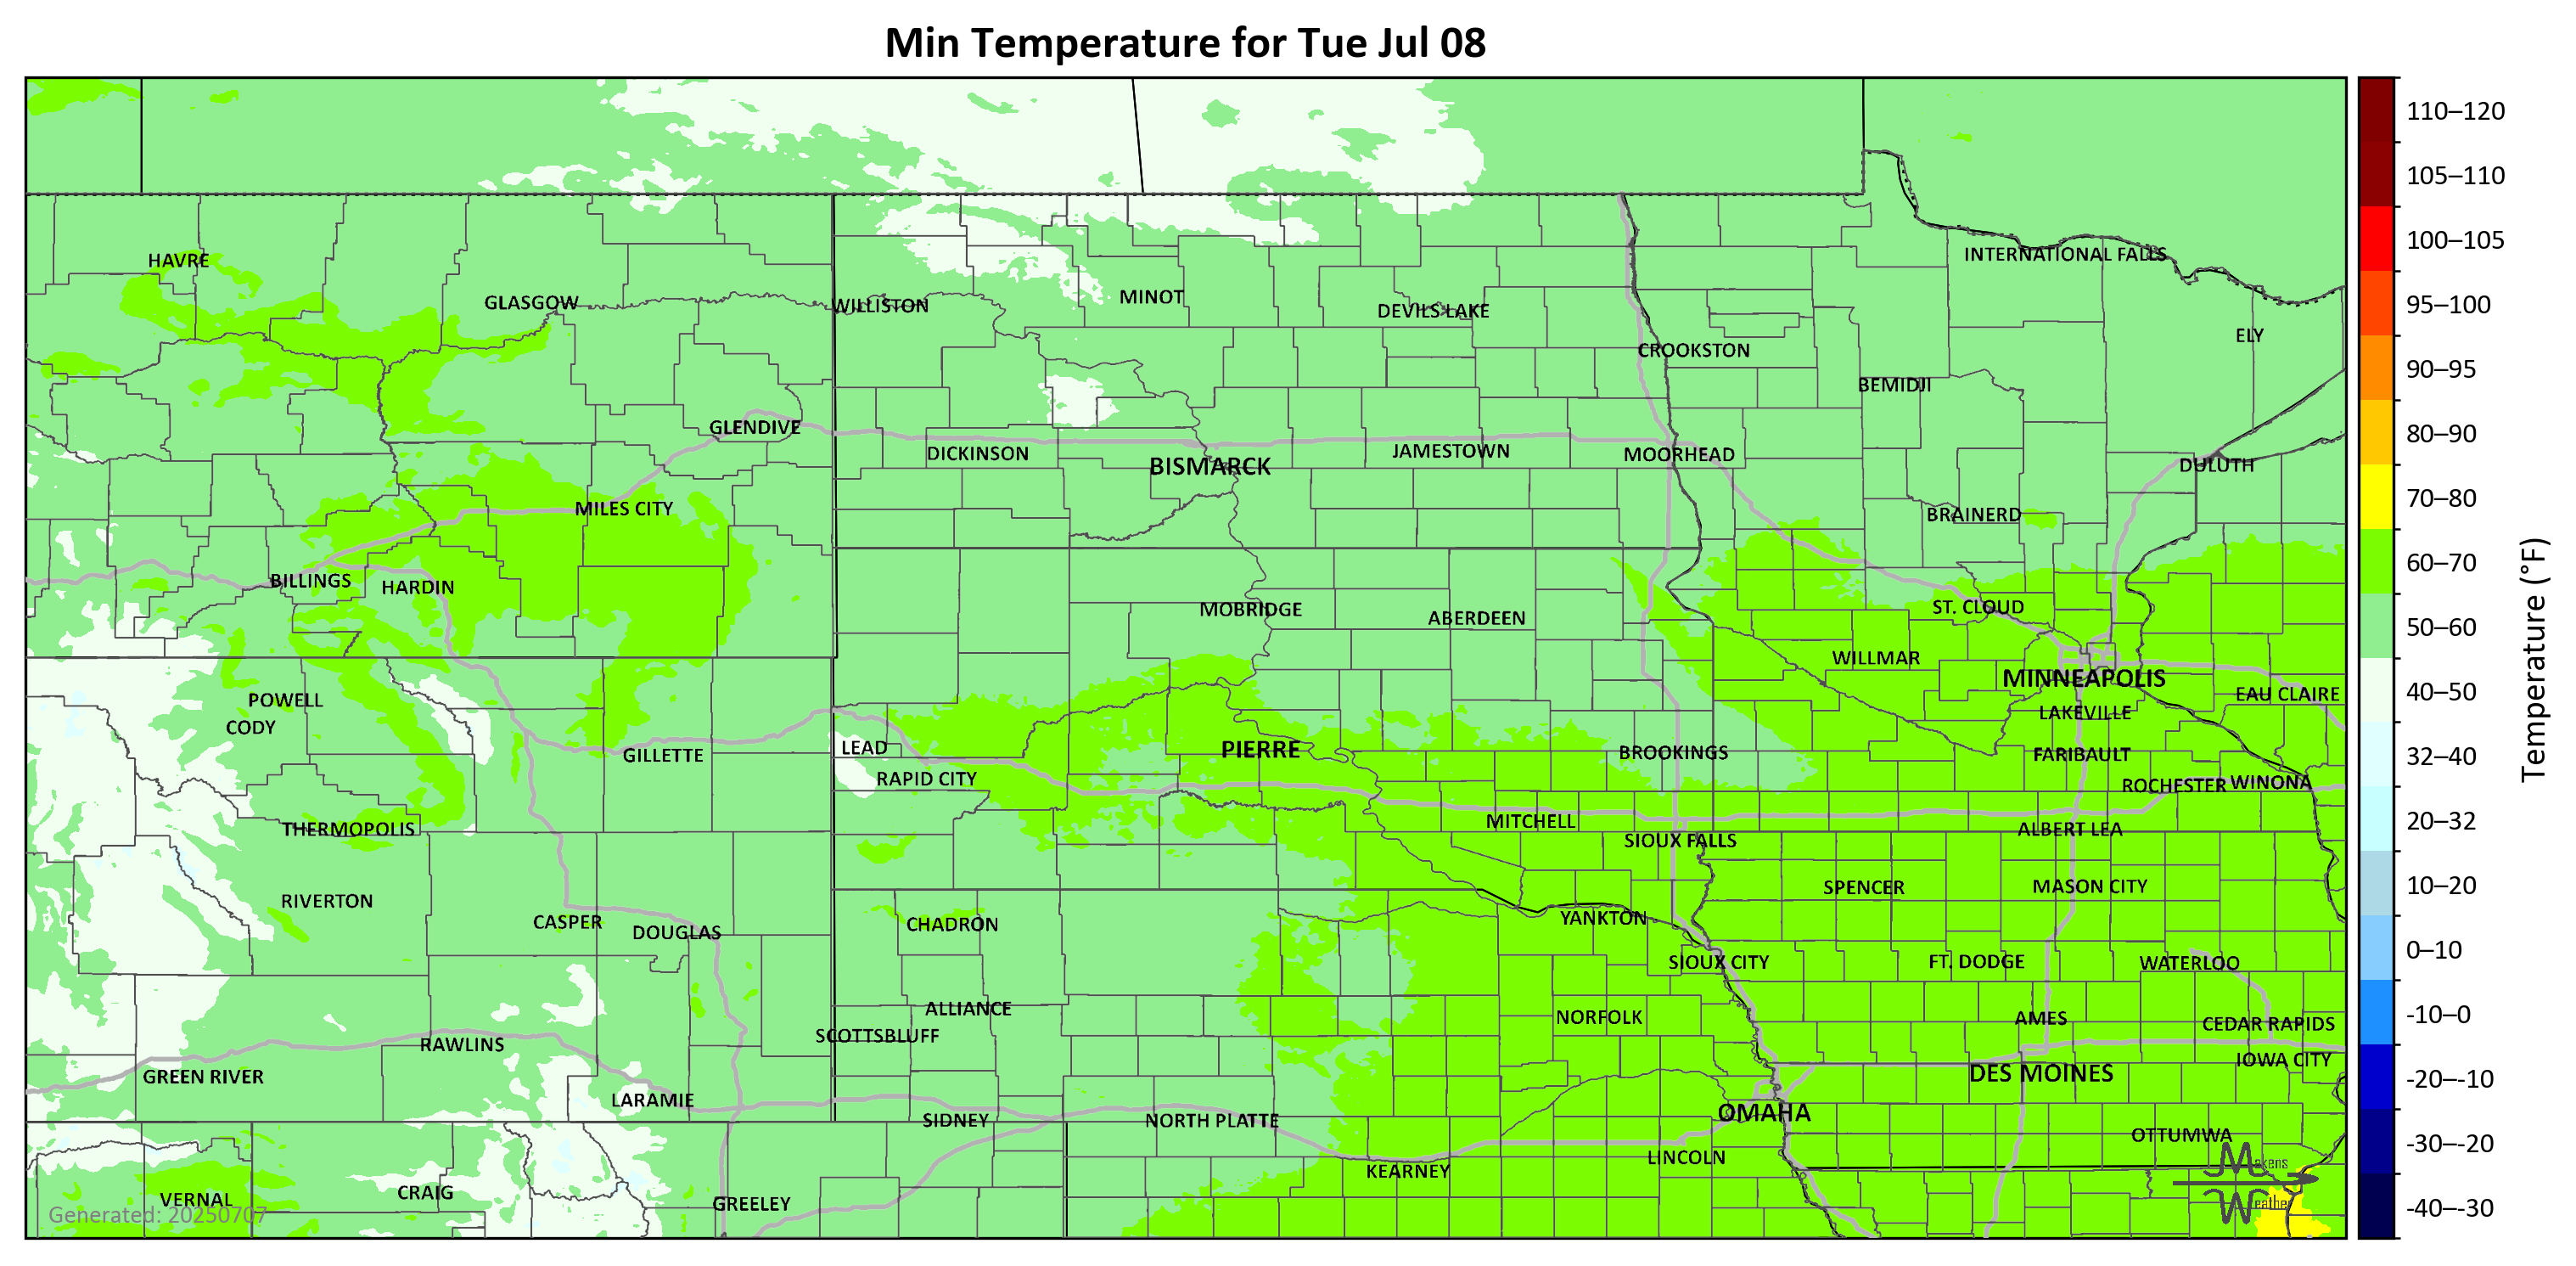 Min Temperature for Tue Jul 08
110–120
105–110
100–105
95–100
90–95
80–90
70–80
60–70
50–60
40–50
32–40
20–32
10–20
0–10
-10–0
-20–-10
-30–-20
-40–-30
Temperature (°F)
INTERNATIONAL FALLS
HAVRE
GLASGOW
WILLISTON
MINOT
DEVILS LAKE
ELY
CROOKSTON
BEMIDJI
GLENDIVE
DICKINSON
BISMARCK
JAMESTOWN
MOORHEAD
DULUTH
MILES CITY
BRAINERD
BILLINGS
HARDIN
MOBRIDGE
ABERDEEN
ST. CLOUD
WILLMAR
MINNEAPOLIS
EAU CLAIRE
POWELL
CODY
LAKEVILLE
GILLETTE
LEAD
PIERRE
BROOKINGS
FARIBAULT
RAPID CITY
ROCHESTER
WINONA
THERMOPOLIS
MITCHELL
SIOUX FALLS
ALBERT LEA
RIVERTON
SPENCER
MASON CITY
CASPER
DOUGLAS
CHADRON
YANKTON
SIOUX CITY
FT. DODGE
WATERLOO
ALLIANCE
NORFOLK
AMES
CEDAR RAPIDS
SCOTTSBLUFF
RAWLINS
IOWA CITY
GREEN RIVER
DES MOINES
LARAMIE
SIDNEY
NORTH PLATTE
OMAHA
OTTUMWA
KEARNEY
LINCOLN
VERNAL
CRAIG
GREELEY
Makens
Weather
Generated: 20250707